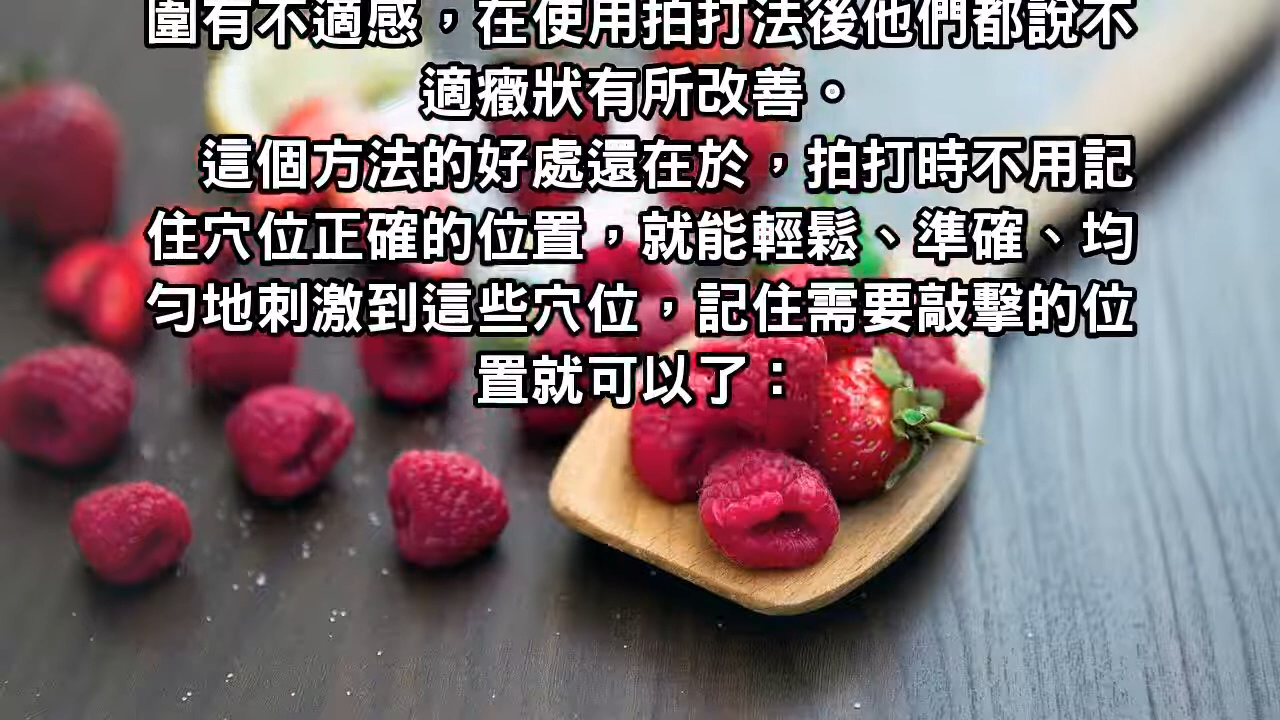 圍有不適感，在使用拍打法後他們都說不
適癥狀有所改善。
這個方法的好處還在於，拍打時不用記
住穴位正確的位置，就能輕鬆、準確、均
勻地刺激到這些穴位，記住需要敲擊的位
置就可以了：